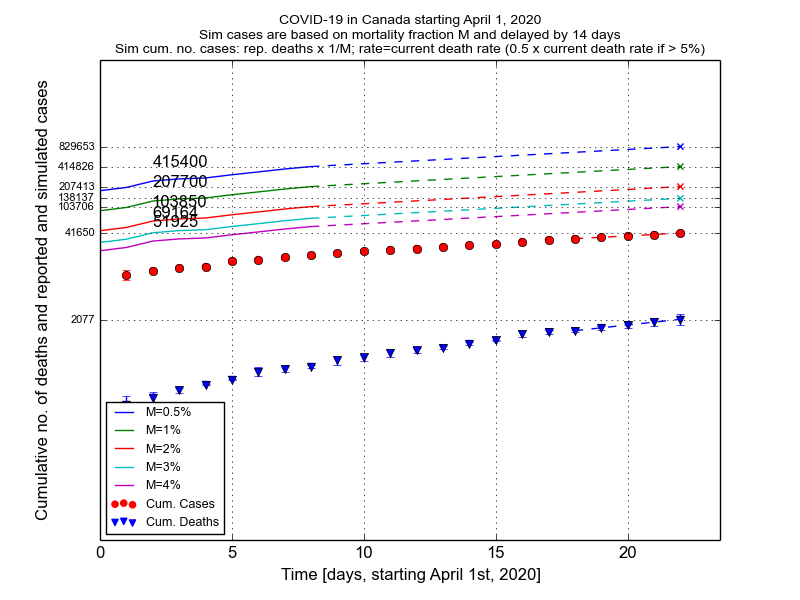 COVID-19 in Canada starting April 1, 2020
Sim cases are based on mortality fraction M and delayed by 14 days
Sim cum. no. cases: rep. deaths x 1/M; rate=current death rate (0.5 x current death rate if > 5%)
Cumulative no. of deaths and reported and simulated cases
829653
414826
207413
138137
103706
41650
2077
415400
207700
103850
69164
51925
M=0.5%
M=1%
M=2%
M=3%
M=4%
Cum. Cases
Cum. Deaths
0 5 10 15 20
Time [days, starting April 1st, 2020]